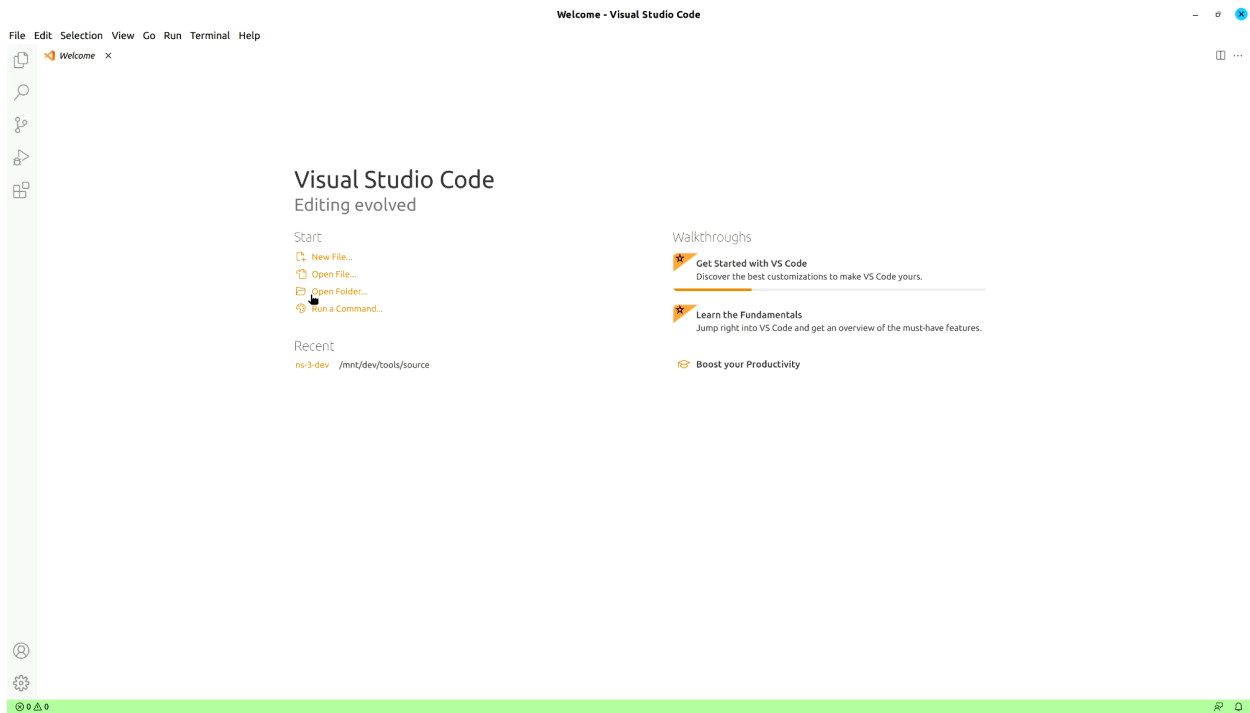 Welcome - Visual Studio Code
File Edit Selection View Go Run Terminal Help
Welcome
Visual Studio Code
Editing evolved
Start
New File...
Open File...
Open Folder...
Run a Command...
Recent
ns-3-dev /mnt/dev/tools/source
Walkthroughs
Get Started with VS Code
Discover the best customizations to make VS Code yours.
Learn the Fundamentals
Jump right into VS Code and get an overview of the must-have features.
Boost your Productivity
0 0